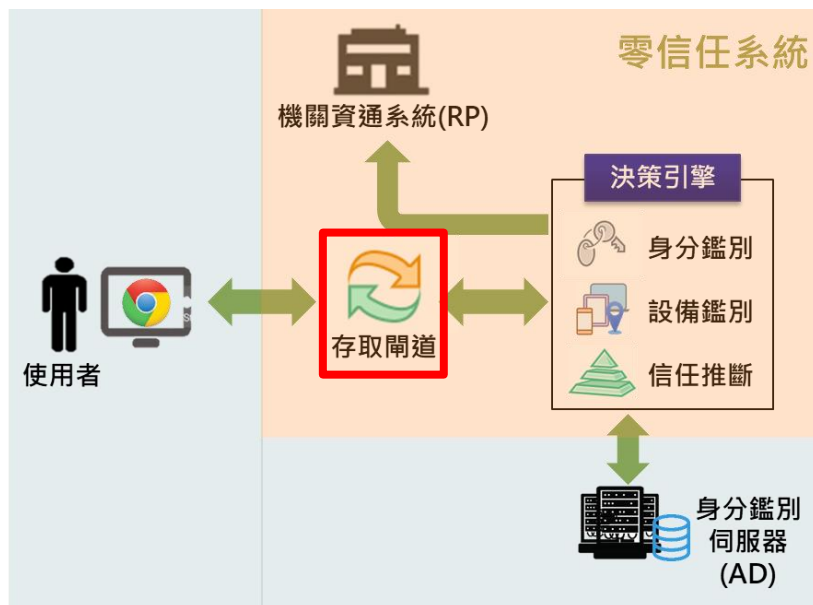 零信任系統
機關資通系統(RP)
決策引擎
身分鑑別
設備鑑別
信任推斷
存取閘道
使用者
身分鑑別
伺服器
(AD)